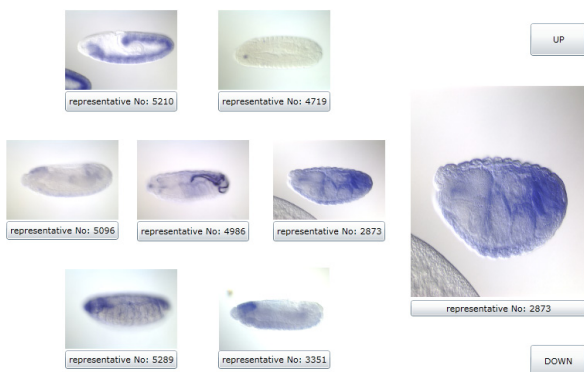 UP
representative No: 5210
representative No: 4719
representative No: 5096
representative No: 4986
representative No: 2873
representative No: 2873
representative No: 5289
representative No: 3351
DOWN